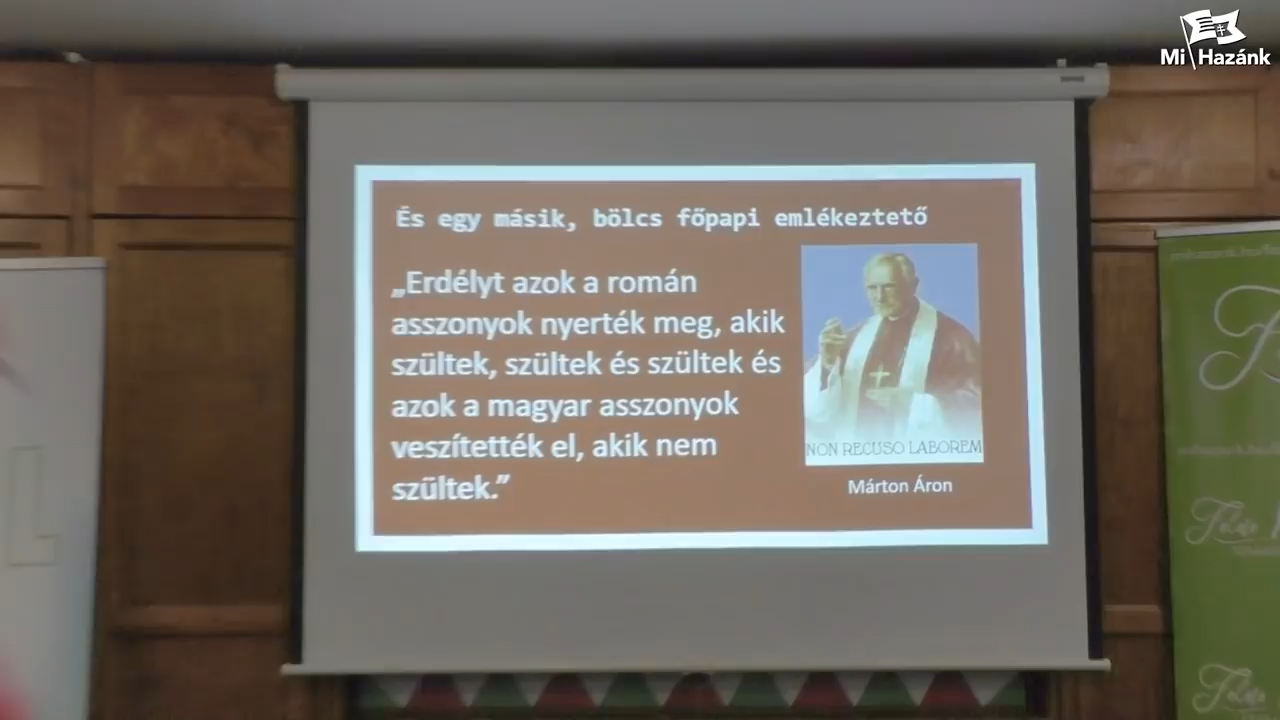 Mi Hazánk
És egy másik, bölcs főpapi emlékeztető
„Erdélyt azok a román
asszonyok nyerték meg, akik
szültek, szültek és szültek és
azok a magyar asszonyok
veszítették el, akik nem
szültek.”
NON RECUSO LABOREM
Márton Áron